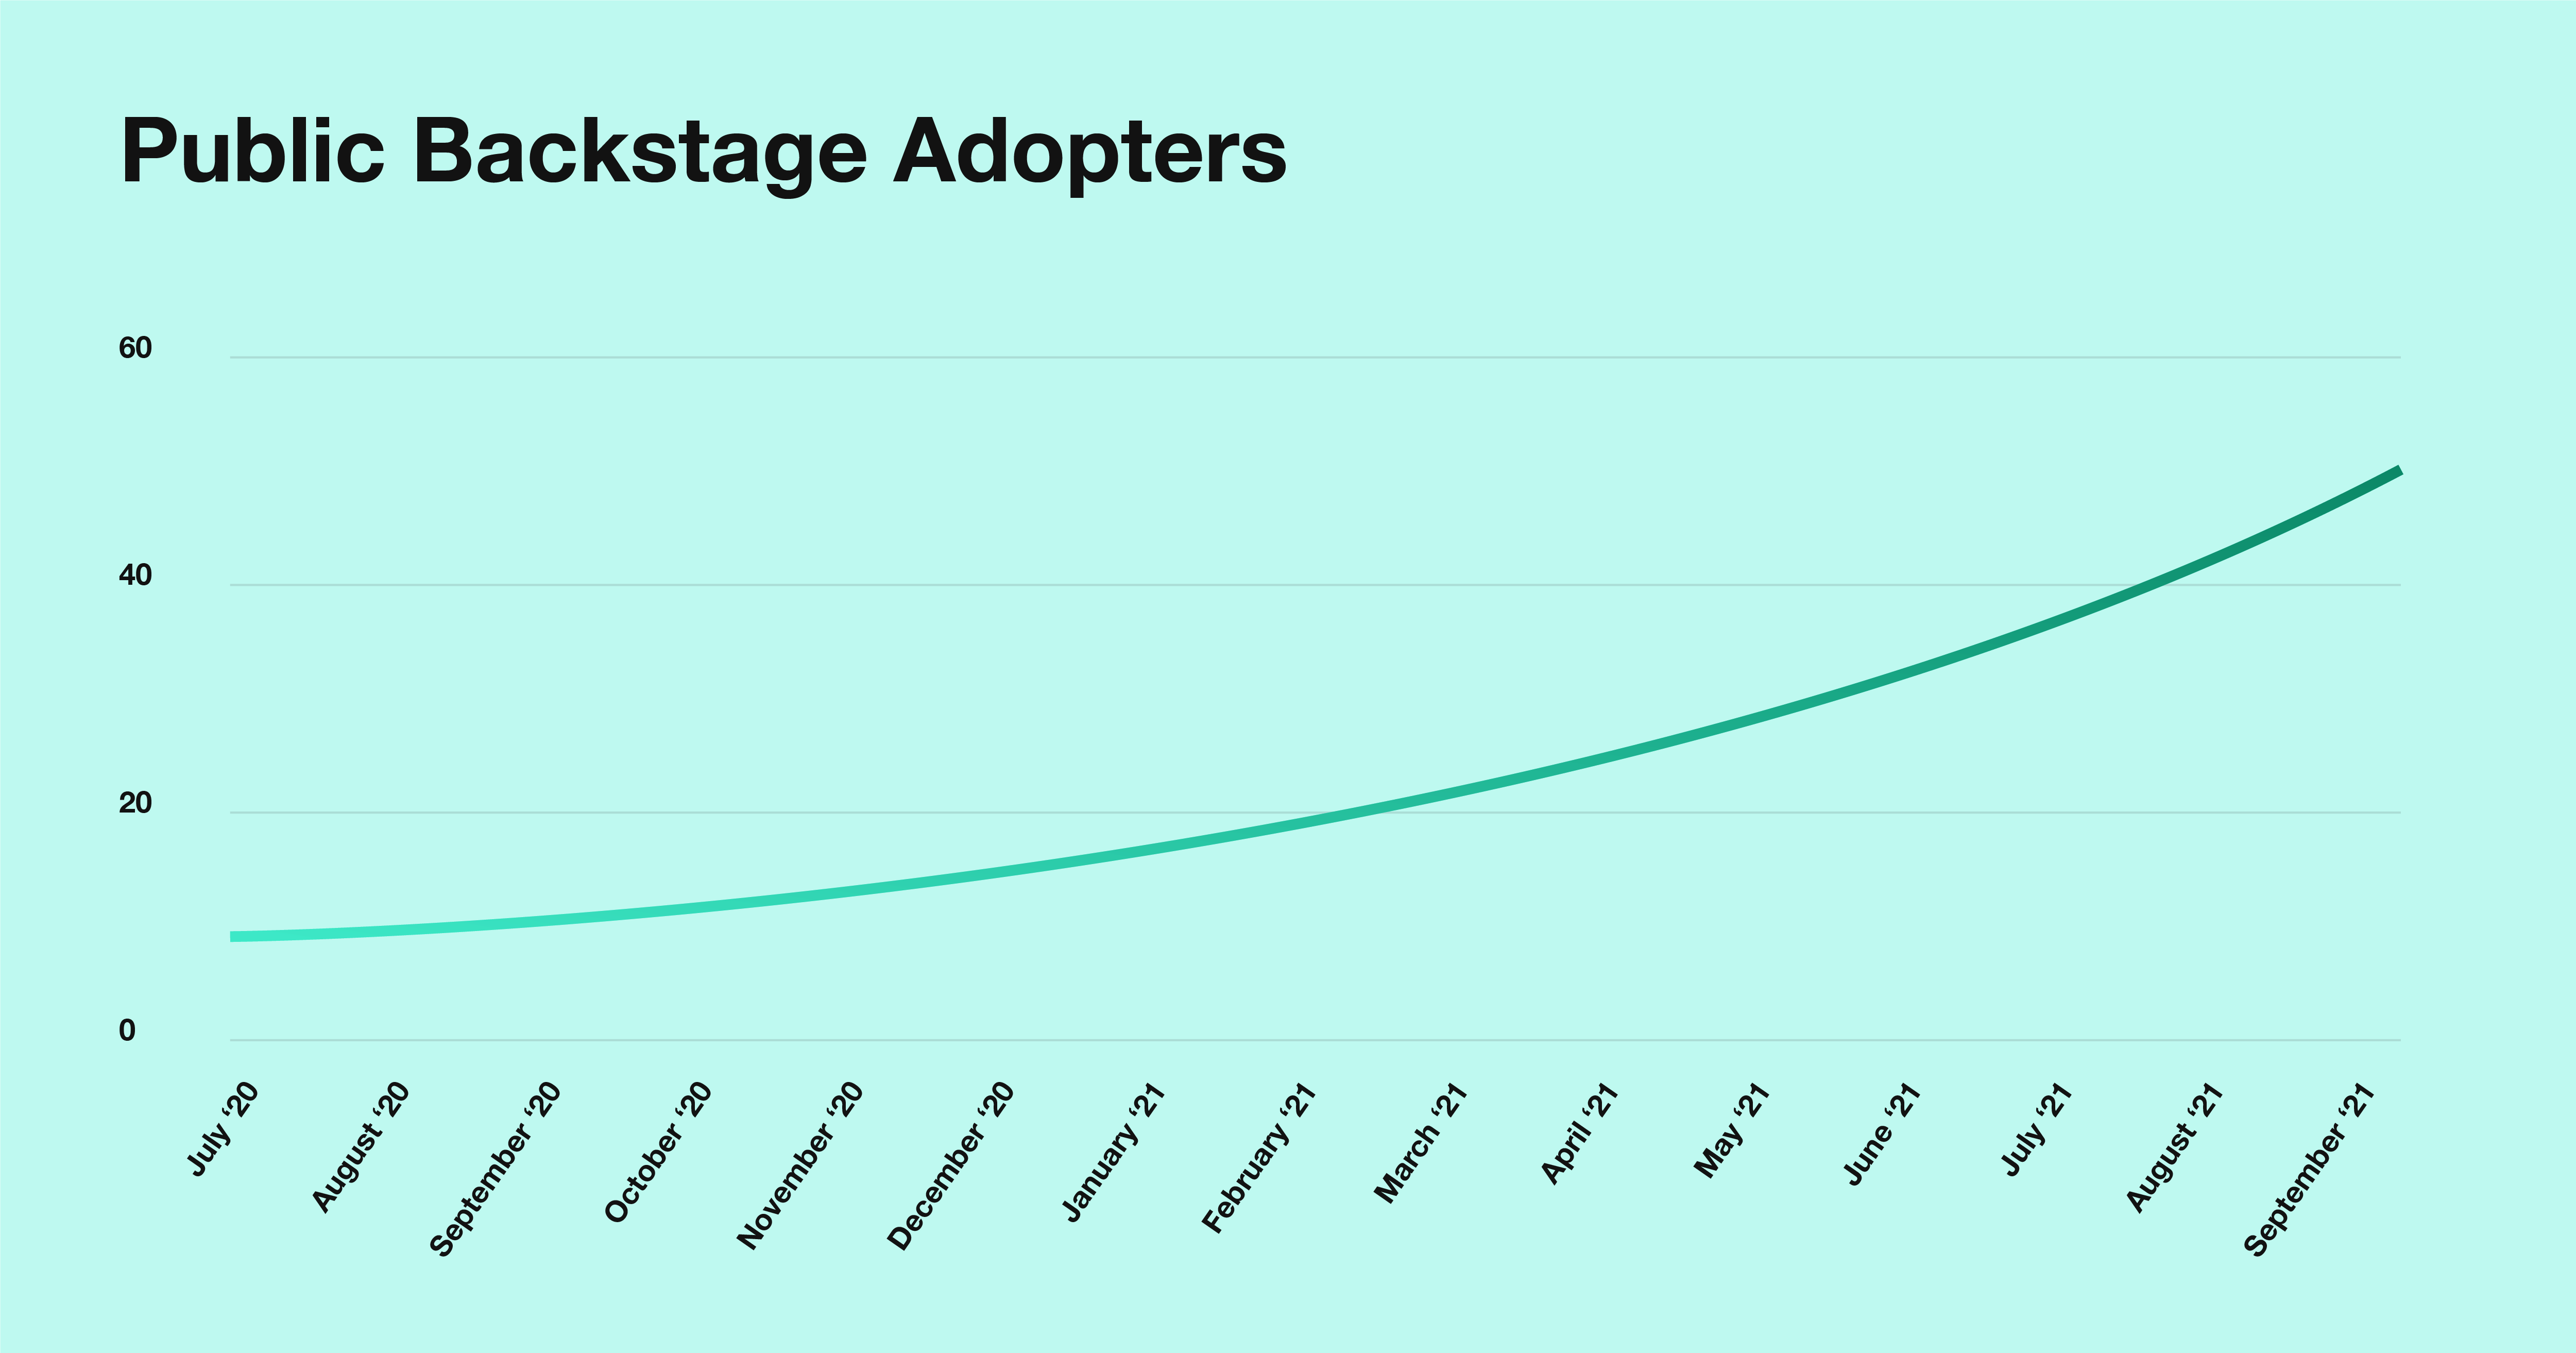 Public Backstage Adopters
60
40
20
0
July ‘20
August ‘20
September ‘20
October ‘20
November ‘20
December ‘20
January ‘21
February ‘21
March ‘21
April ‘21
May ‘21
June ‘21
July ‘21
August ‘21
September ‘21